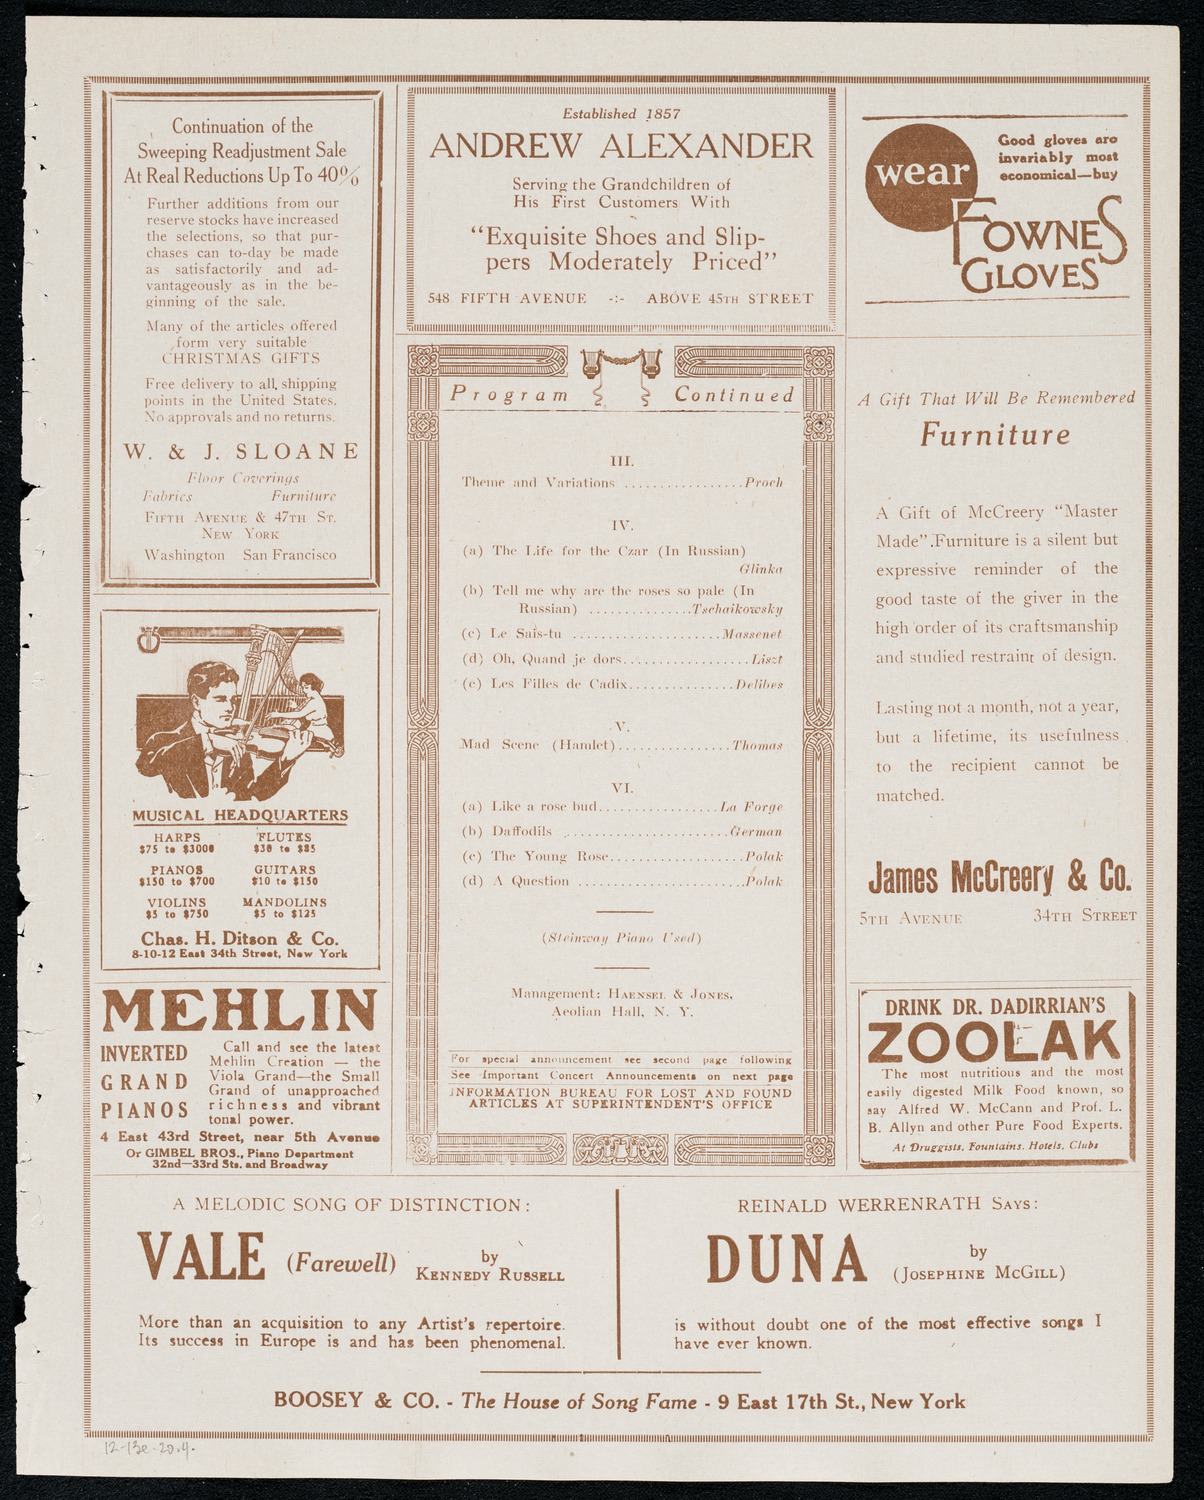 Continuation of the
Sweeping Readjustment Sale
At Real Reductions Up To 40%
Further additions from our
reserve stocks have increased
the selections, so that pur-
chases can to-day be made
as satisfactorily and ad-
vantageously as in the be-
ginning of the sale.
Many of the articles offered
form very suitable
CHRISTMAS GIFTS
Free delivery to all shipping
points in the United States.
No approvals and no returns.
W. & J. SLOANE
Floor Coverings
Fabrics Furniture
FIFTH AVENUE & 47TH ST.
NEW YORK
Washington San Francisco
MUSICAL HEADQUARTERS
HARPS FLUTES
$75 to $3000 $30 to $85
PIANOS GUITARS
$150 to $700 $10 to $150
VIOLINS MANDOLINS
$5 to $750 $5 to $125
Chas. H. Ditson & Co.
8-10-12 East 34th Street, New York
MEHLIN
INVERTED
GRAND
PIANOS
Call and see the latest
Mehlin Creation — the
Viola Grand—the Small
Grand of unapproached
richness and vibrant
tonal power.
4 East 43rd Street, near 5th Avenue
Or GIMBEL BROS., Piano Department
32nd—33rd Sts. and Broadway
Established 1857
ANDREW ALEXANDER
Serving the Grandchildren of
His First Customers With
"Exquisite Shoes and Slip-
pers Moderately Priced"
548 FIFTH AVENUE -:- ABOVE 45TH STREET
Program Continued
III.
Theme and Variations .................Proch
IV.
(a) The Life for the Czar (In Russian)
Glinka
(b) Tell me why are the roses so pale (In
Russian) ...............Tschaikowsky
(c) Le Sais-tu .....................Massenet
(d) Oh, Quand je dors..................Liszt
(e) Les Filles de Cadix...............Delibes
V.
Mad Scene (Hamlet)................Thomas
VI.
(a) Like a rose bud.................La Forge
(b) Daffodils .......................German
(c) The Young Rose...................Polak
(d) A Question .......................Polak
(Steinway Piano Used)
Management: HAENSEL & JONES,
Aeolian Hall, N. Y.
For special announcement see second page following
See Important Concert Announcements on next page
INFORMATION BUREAU FOR LOST AND FOUND
ARTICLES AT SUPERINTENDENT'S OFFICE
wear
Good gloves are
invariably most
economical—buy
FOWNES
GLOVES
A Gift That Will Be Remembered
Furniture
A Gift of McCreery "Master
Made" Furniture is a silent but
expressive reminder of the
good taste of the giver in the
high order of its craftsmanship
and studied restraint of design.
Lasting not a month, not a year,
but a lifetime, its usefulness
to the recipient cannot be
matched.
James McCreery & Co.
5TH AVENUE 34TH STREET
DRINK DR. DADIRRIAN'S
ZOOLAK
The most nutritious and the most
easily digested Milk Food known, so
say Alfred W. McCann and Prof. L.
B. Allyn and other Pure Food Experts.
At Druggists, Fountains, Hotels, Clubs
A MELODIC SONG OF DISTINCTION:
VALE (Farewell) by
KENNEDY RUSSELL
More than an acquisition to any Artist's repertoire.
Its success in Europe is and has been phenomenal.
REINALD WERRENRATH SAYS:
DUNA by
(JOSEPHINE MCGILL)
is without doubt one of the most effective songs I
have ever known.
BOOSEY & CO. - The House of Song Fame - 9 East 17th St., New York
12-13e-20.4.